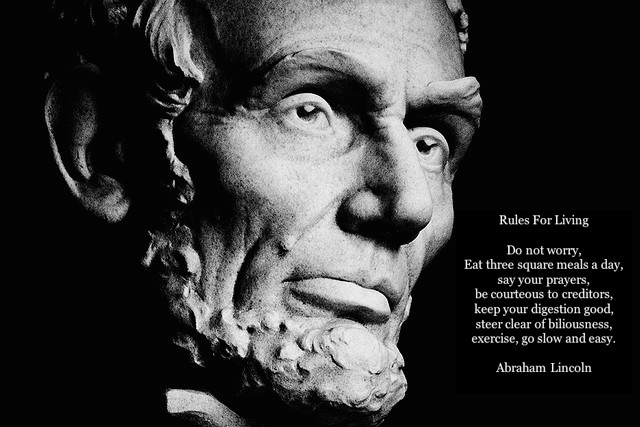 Rules For Living
Do not worry,
Eat three square meals a day,
say your prayers,
be courteous to creditors,
keep your digestion good,
steer clear of biliousness,
exercise, go slow and easy.
Abraham Lincoln